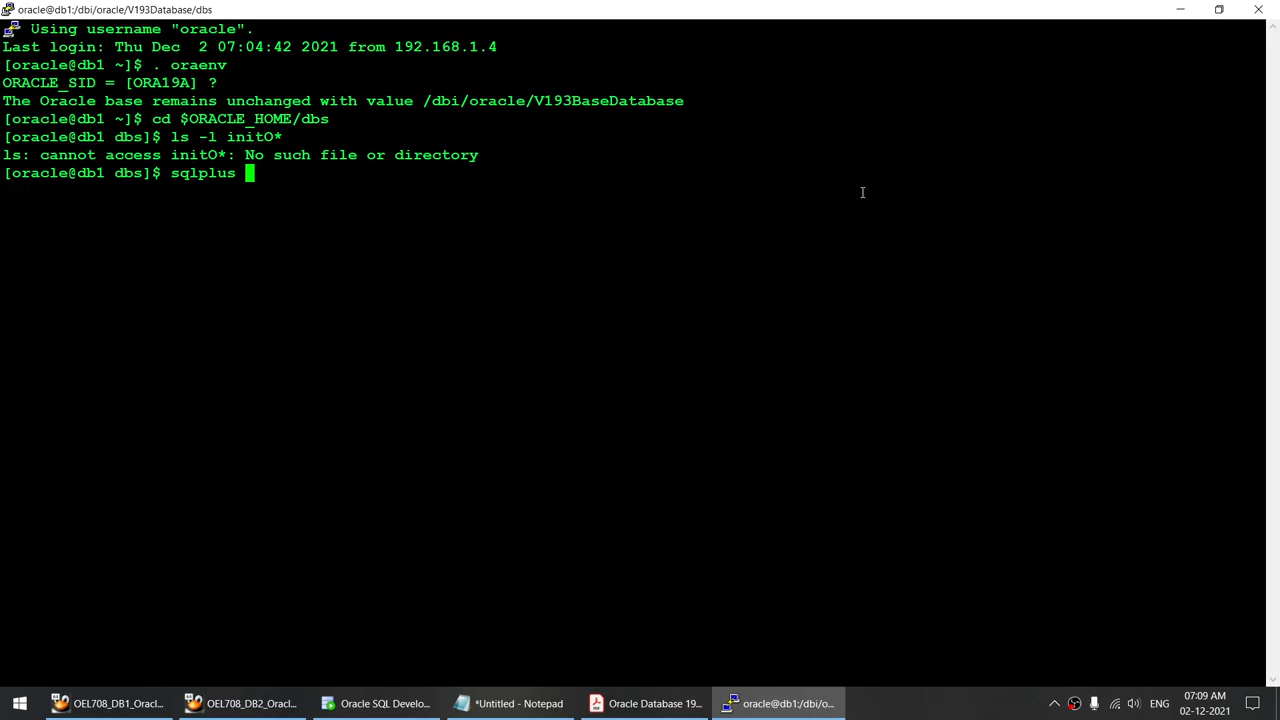 oracle@db1:/dbi/oracle/V193Database/dbs
Using username "oracle".
Last login: Thu Dec  2 07:04:42 2021 from 192.168.1.4
[oracle@db1 ~]$ . oraenv
ORACLE_SID = [ORA19A] ?
The Oracle base remains unchanged with value /dbi/oracle/V193BaseDatabase
[oracle@db1 ~]$ cd $ORACLE_HOME/dbs
[oracle@db1 dbs]$ ls -l initO*
ls: cannot access initO*: No such file or directory
[oracle@db1 dbs]$ sqlplus
OEL708_DB1_Oracl... OEL708_DB2_Oracl... Oracle SQL Develo... *Untitled - Notepad Oracle Database 19... oracle@db1:/dbi/o... ENG 07:09 AM
02-12-2021